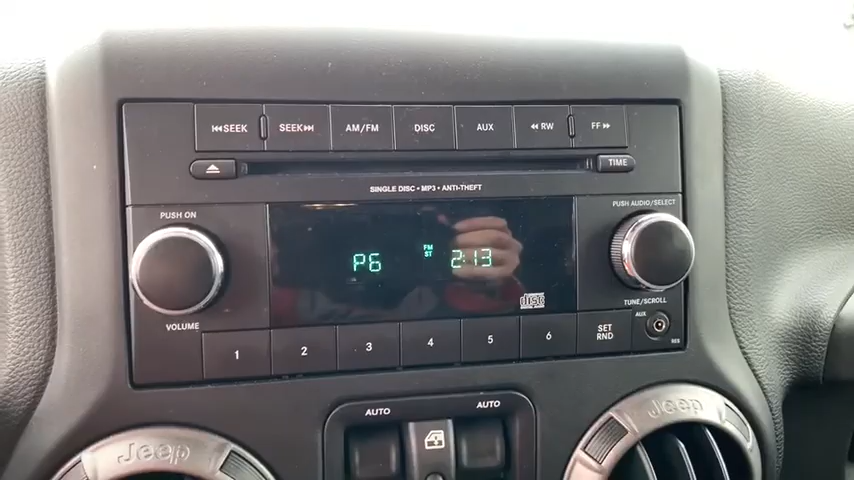 SEEK SEEK AM/FM DISC AUX RW FF
TIME
SINGLE DISC • MP3 • ANTI-THEFT
PUSH ON
PUSH AUDIO/SELECT
P6 FM ST 2:13
disc
VOLUME
TUNE/SCROLL
1 2 3 4 5 6 SET RND AUX
RES
AUTO AUTO
Jeep
Jeep